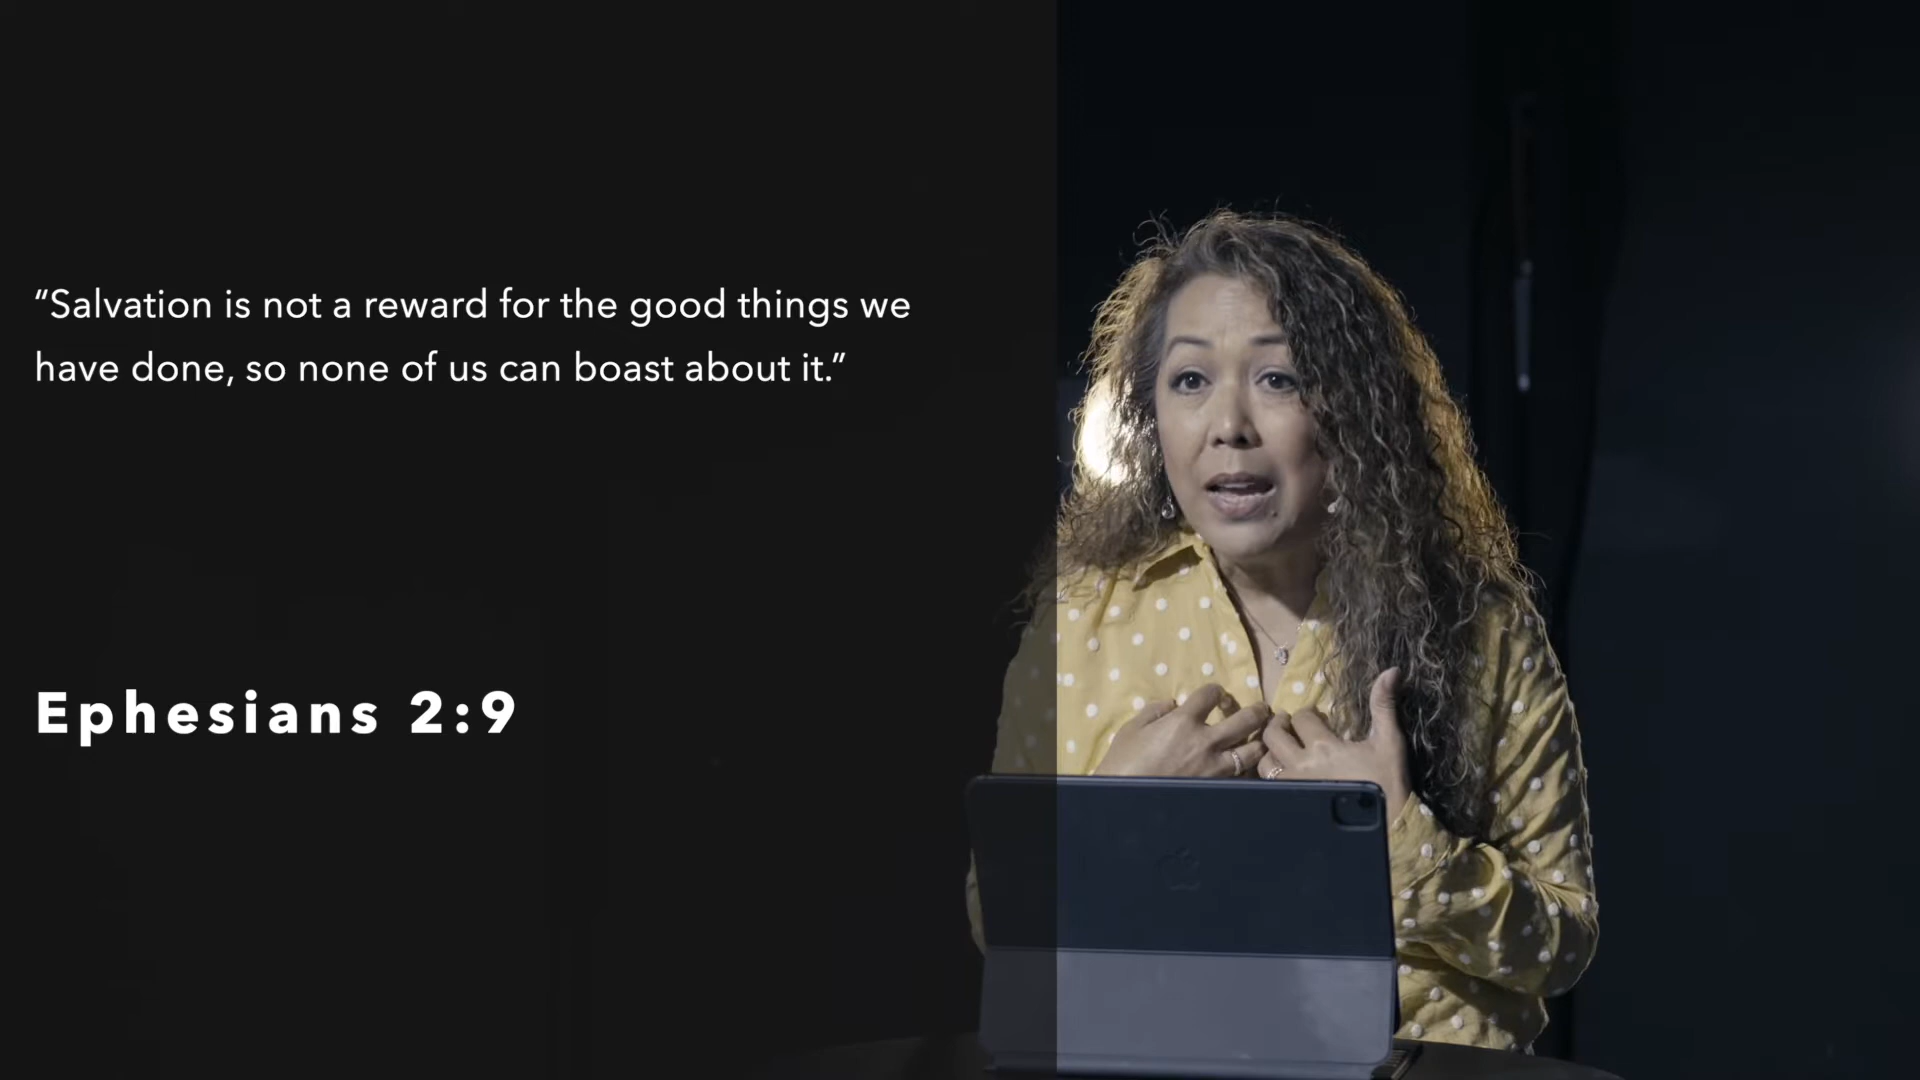 “Salvation is not a reward for the good things we
have done, so none of us can boast about it.”
Ephesians 2:9